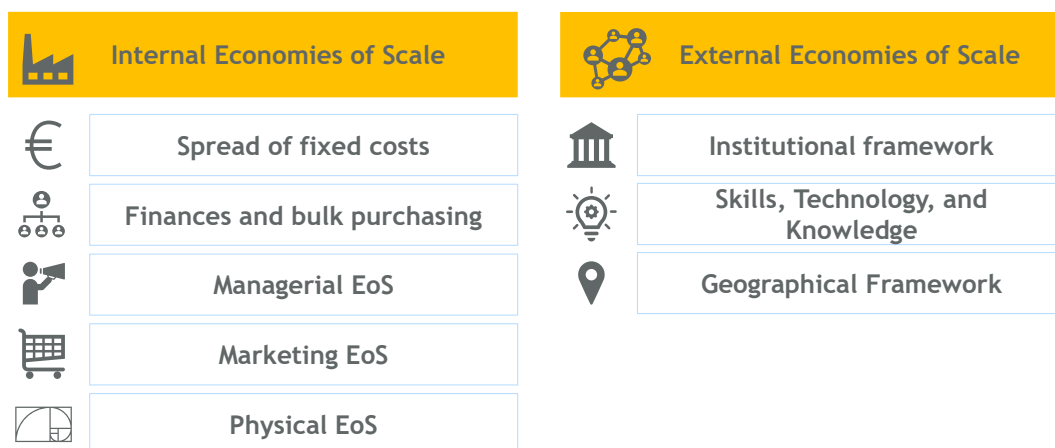 Internal Economies of Scale
Spread of fixed costs
Finances and bulk purchasing
Managerial EoS
Marketing EoS
Physical EoS
External Economies of Scale
Institutional framework
Skills, Technology, and
Knowledge
Geographical Framework